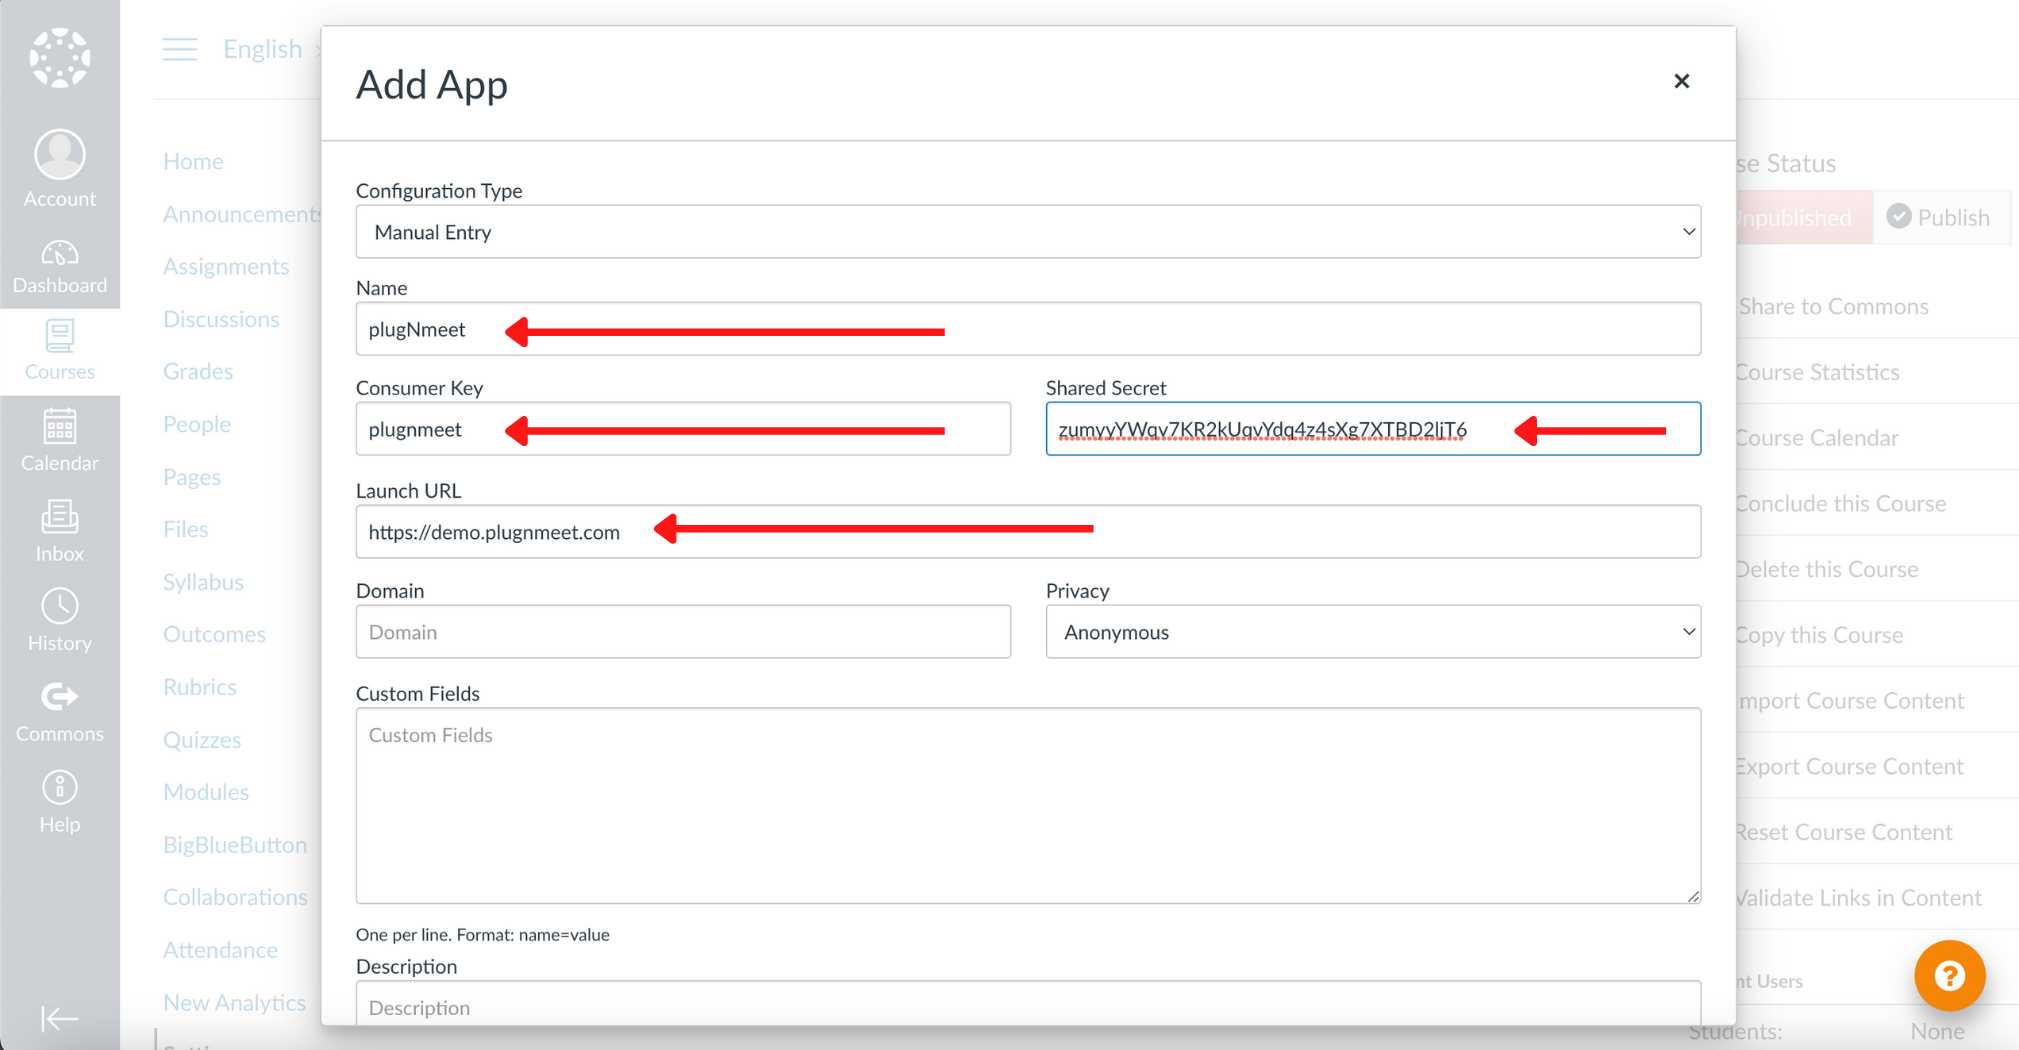 English
Add App
×
Account
Dashboard
Courses
Calendar
Inbox
History
Commons
Help
Home
Announcements
Assignments
Discussions
Grades
People
Pages
Files
Syllabus
Outcomes
Rubrics
Quizzes
Modules
BigBlueButton
Collaborations
Attendance
New Analytics
Configuration Type
Manual Entry
Name
plugNmeet
Consumer Key
plugnmeet
Shared Secret
zumyyYWqv7KR2kUqvYdq4z4sXg7XTBD2ljT6
Launch URL
https://demo.plugnmeet.com
Domain
Domain
Privacy
Anonymous
Custom Fields
Custom Fields
One per line. Format: name=value
Description
Description
se Status
Unpublished
Publish
Share to Commons
Course Statistics
Course Calendar
Conclude this Course
Delete this Course
Copy this Course
mport Course Content
Export Course Content
Reset Course Content
Validate Links in Content
nt Users
Students: None
?